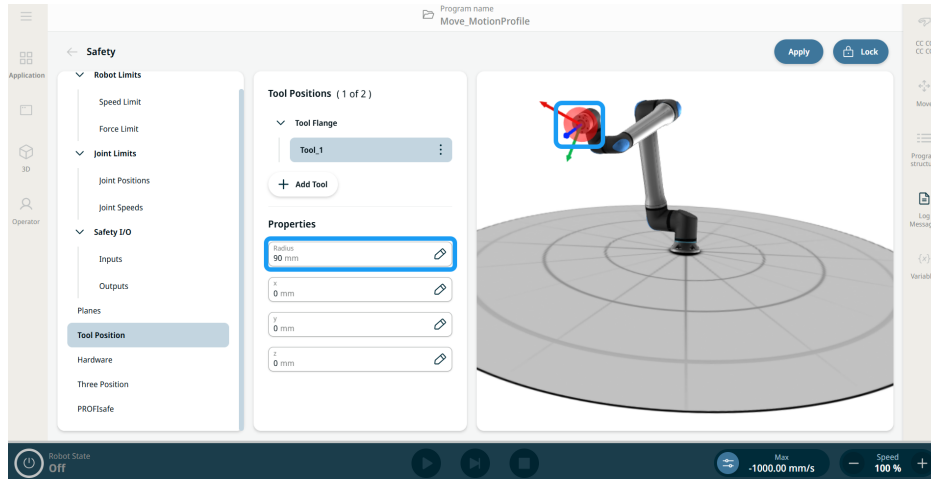 Program name
Move_MotionProfile
Safety
Apply
Lock
Application
3D
Operator
Robot Limits
Speed Limit
Force Limit
Joint Limits
Joint Positions
Joint Speeds
Safety I/O
Inputs
Outputs
Planes
Tool Position
Hardware
Three Position
PROFIsafe
Tool Positions ( 1 of 2 )
Tool Flange
Tool_1
Add Tool
Properties
Radius
90 mm
x
0 mm
y
0 mm
z
0 mm
Move
Log
Robot State
Off
Max
-1000.00 mm/s
Speed
100 %